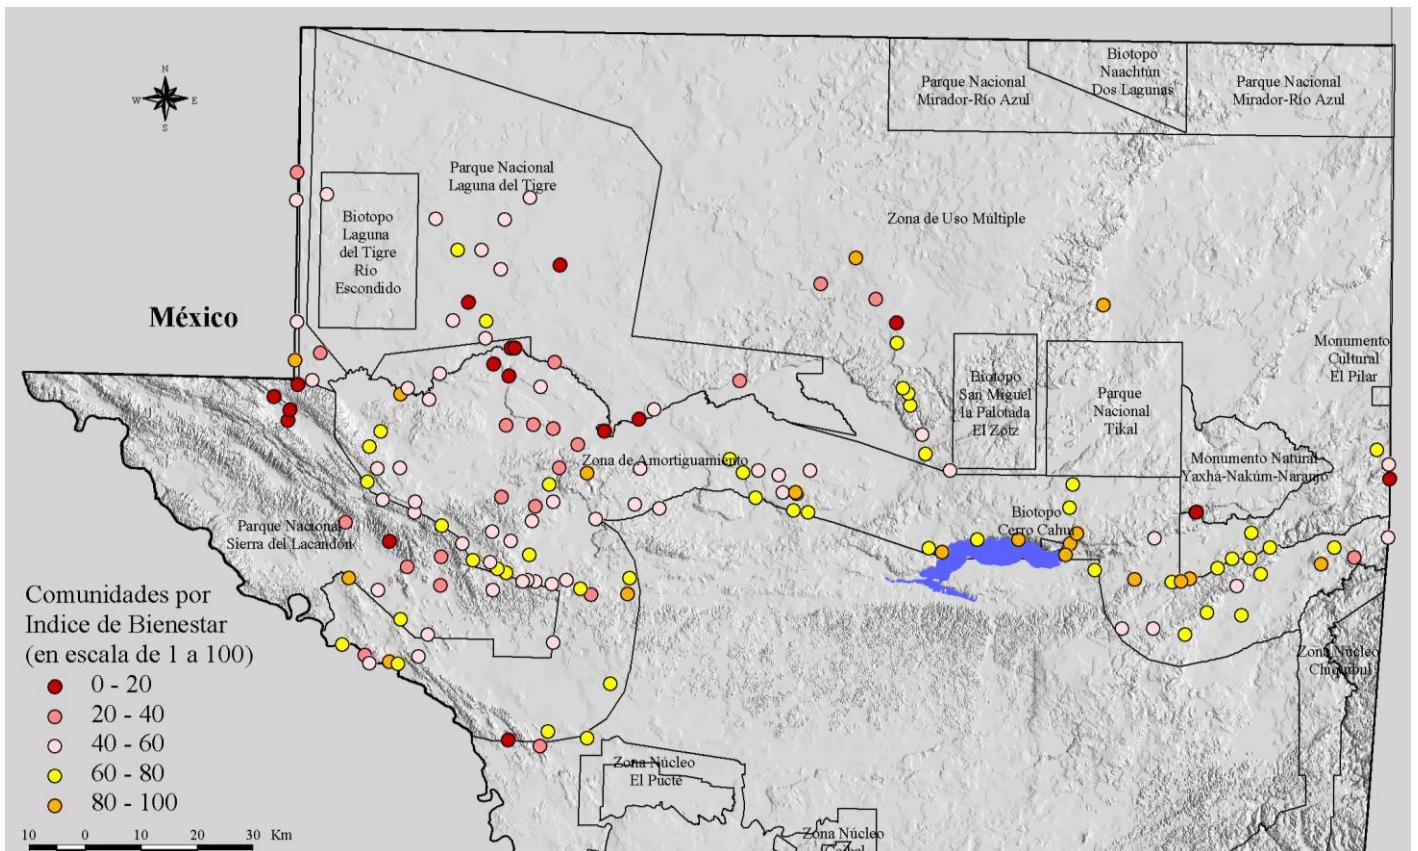 N
W E
S
Parque Nacional
Mirador-Río Azul
Biotopo
Naachtún
Dos Lagunas
Parque Nacional
Mirador-Río Azul
Parque Nacional
Laguna del Tigre
Biotopo
Laguna
del Tigre
Río
Escondido
Zona de Uso Múltiple
México
Monumento
Cultural
El Pilar
Biotopo
San Miguel
la Palotada
El Zotz
Parque
Nacional
Tikal
Zona de Amortiguamiento
Monumento Natural
Yaxhá-Nakúm-Naranjo
Parque Nacional
Sierra del Lacandón
Biotopo
Cerro Cahuí
Zona Núcleo
Chiquibul
Comunidades por
Indice de Bienestar
(en escala de 1 a 100)
0 - 20
20 - 40
40 - 60
60 - 80
80 - 100
Zona Núcleo
El Pucté
Zona Núcleo
10 0 10 20 30 Km